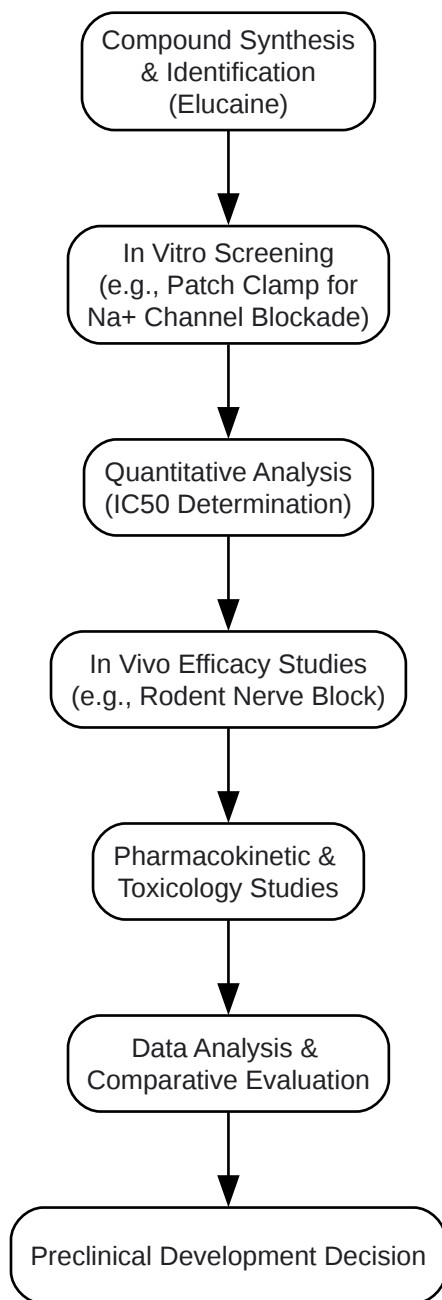 Compound Synthesis
& Identification
(Elucaine)
In Vitro Screening
(e.g., Patch Clamp for
Na+ Channel Blockade)
Quantitative Analysis
(IC50 Determination)
In Vivo Efficacy Studies
(e.g., Rodent Nerve Block)
Pharmacokinetic &
Toxicology Studies
Data Analysis &
Comparative Evaluation
Preclinical Development Decision